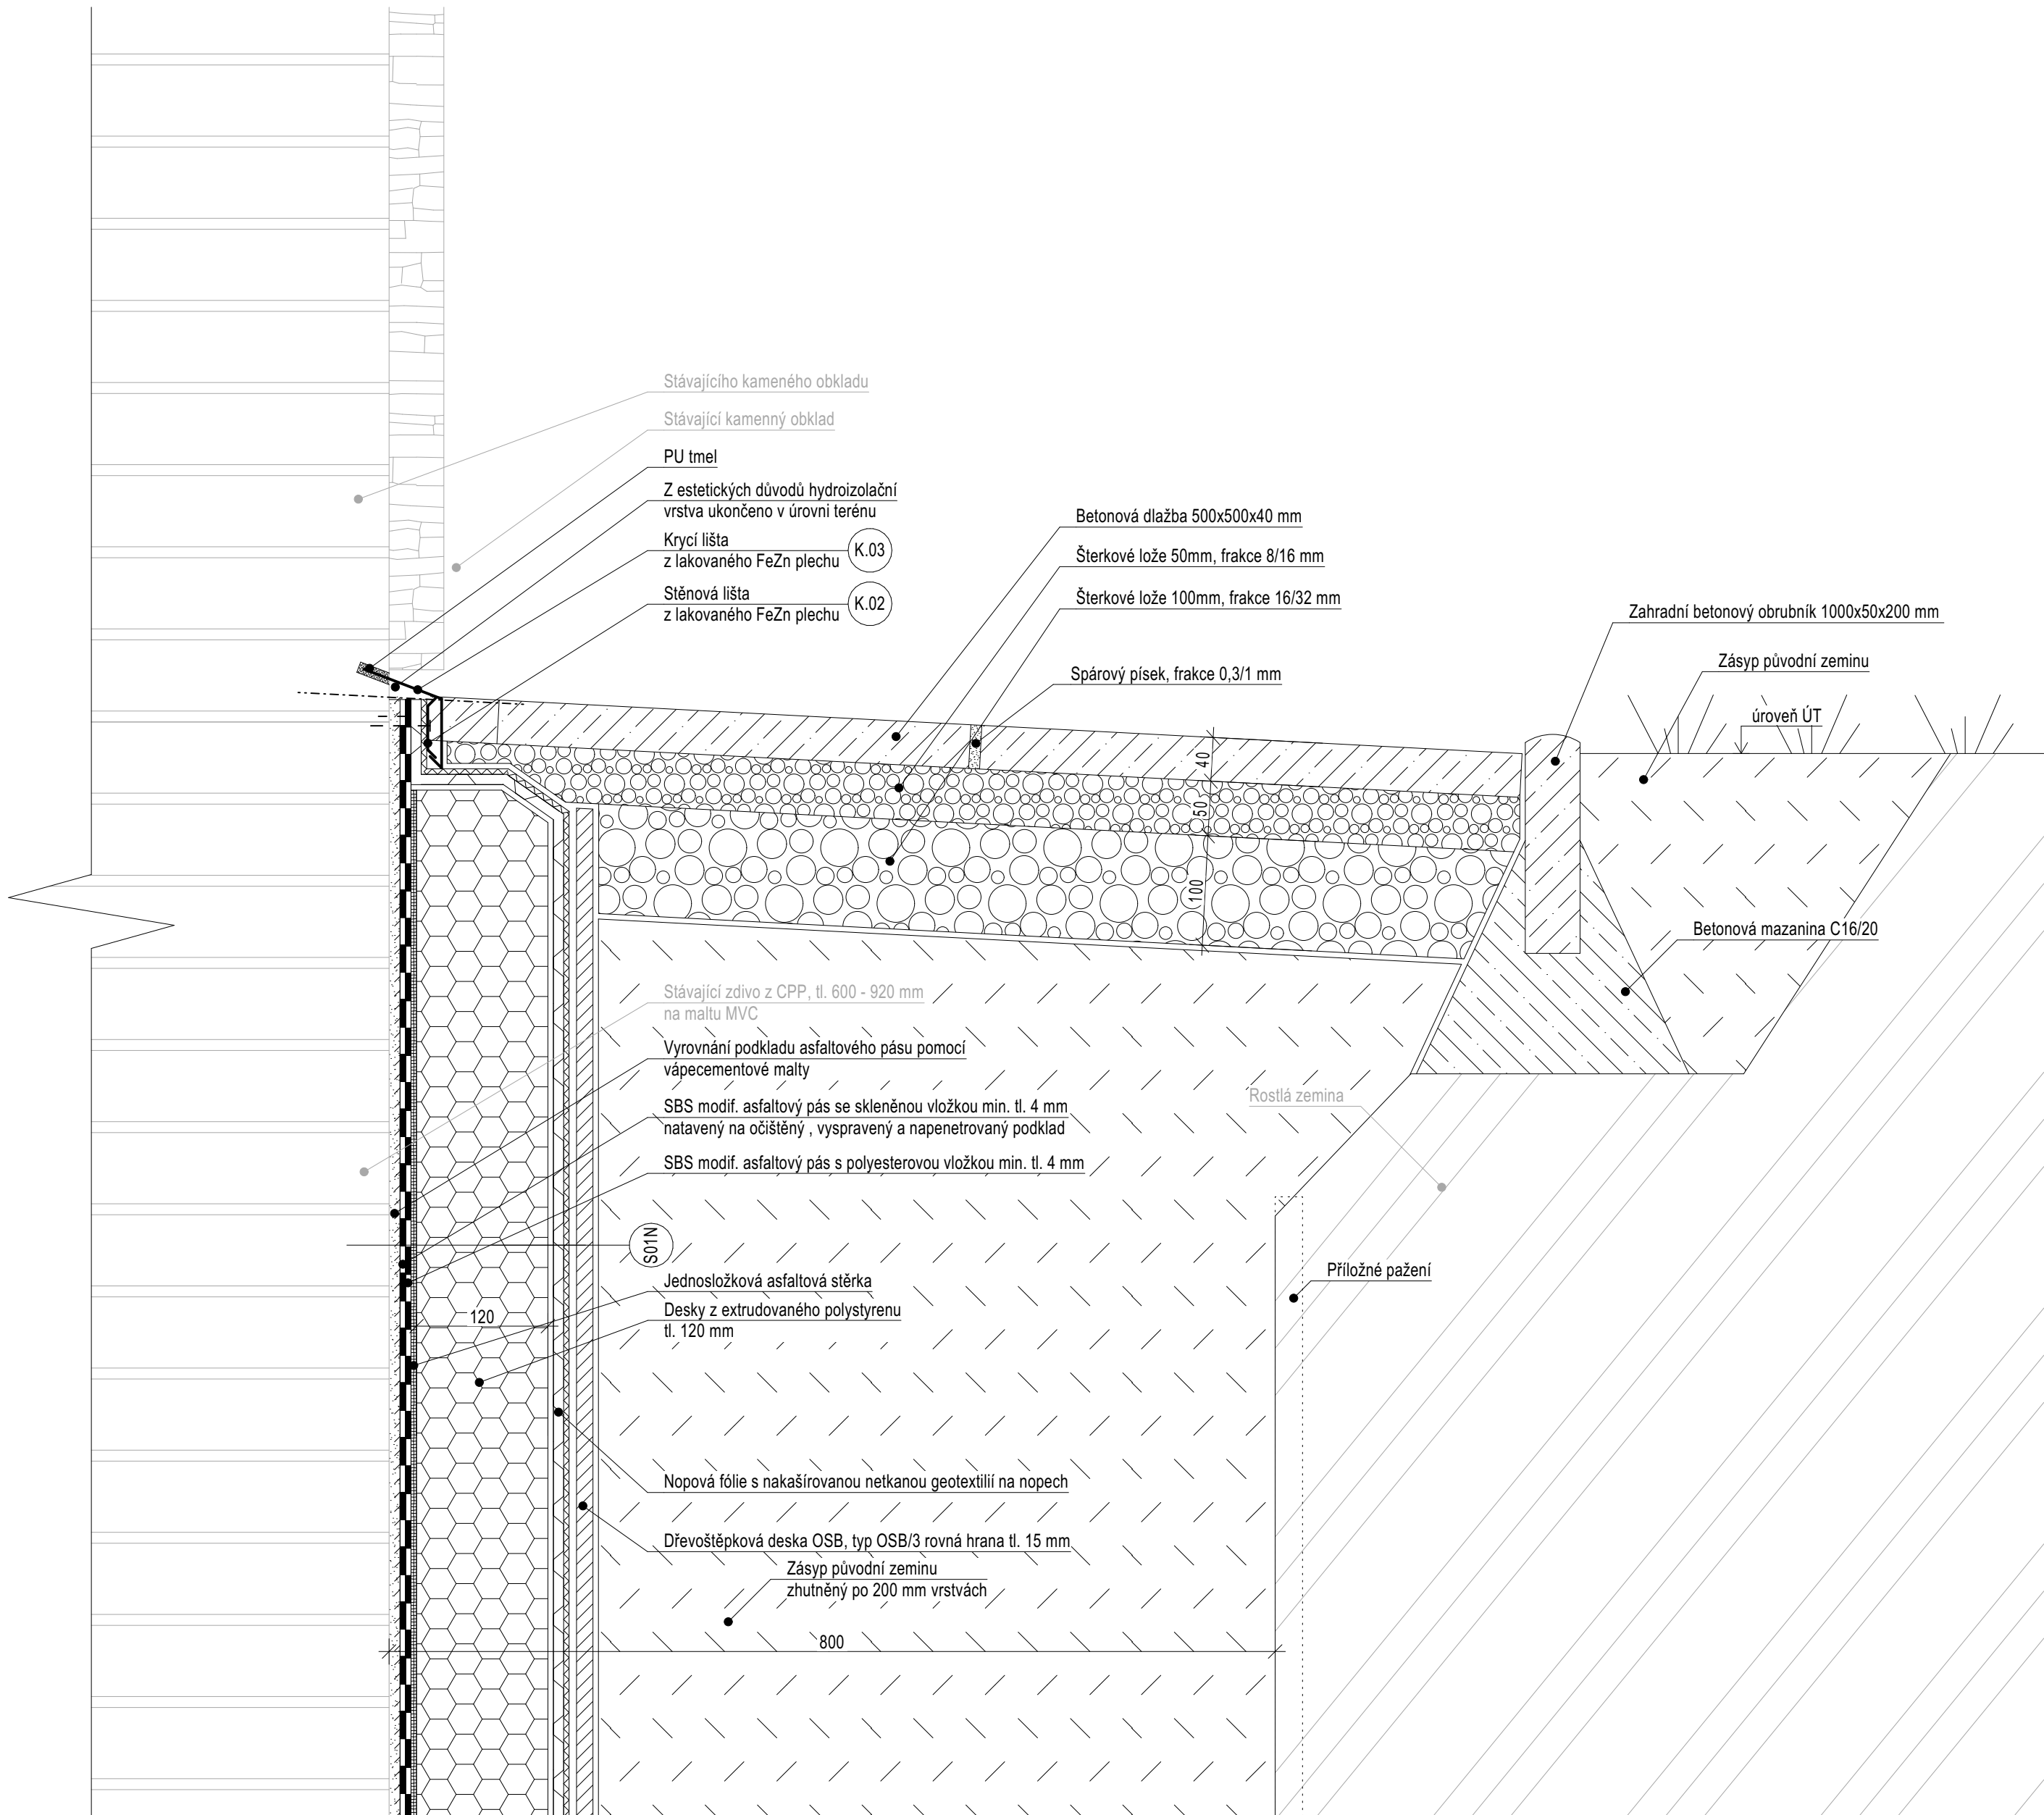 Stávajícího kameného obkladu
Stávající kamenný obklad
PU tmel
Z estetických důvodů hydroizolační
vrstva ukončeno v úrovni terénu
Krycí lišta
z lakovaného FeZn plechu
K.03
Stěnová lišta
z lakovaného FeZn plechu
K.02
Betonová dlažba 500x500x40 mm
Šterkové lože 50mm, frakce 8/16 mm
Šterkové lože 100mm, frakce 16/32 mm
Spárový písek, frakce 0,3/1 mm
Zahradní betonový obrubník 1000x50x200 mm
Zásyp původní zeminu
úroveň ÚT
40
50
100
Betonová mazanina C16/20
Stávající zdivo z CPP, tl. 600 - 920 mm
na maltu MVC
Vyrovnání podkladu asfaltového pásu pomocí
vápecementové malty
SBS modif. asfaltový pás se skleněnou vložkou min. tl. 4 mm
natavený na očištěný , vyspravený a napenetrovaný podklad
SBS modif. asfaltový pás s polyesterovou vložkou min. tl. 4 mm
Rostlá zemina
S01N
Příložné pažení
Jednosložková asfaltová stěrka
Desky z extrudovaného polystyrenu
tl. 120 mm
120
Nopová fólie s nakašírovanou netkanou geotextilií na nopech
Dřevoštěpková deska OSB, typ OSB/3 rovná hrana tl. 15 mm
Zásyp původní zeminu
zhutněný po 200 mm vrstvách
800